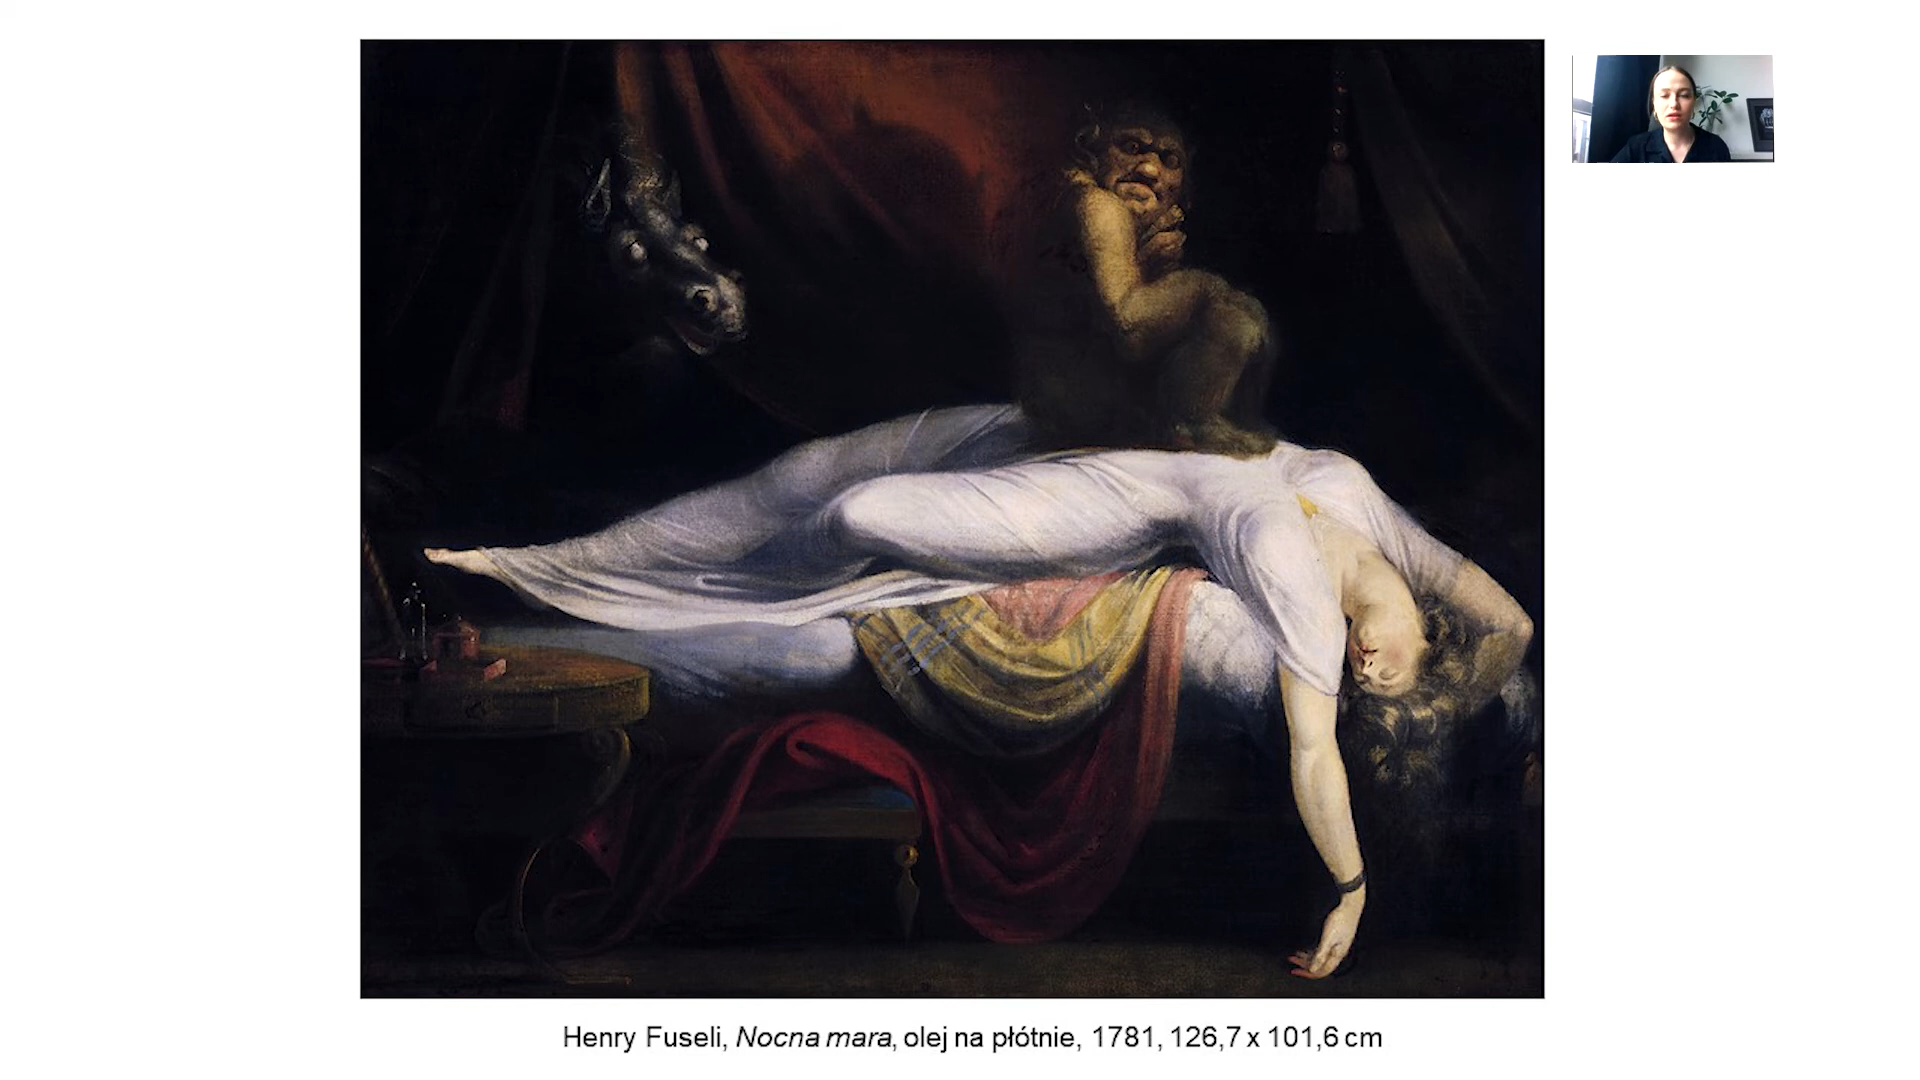 Henry Fuseli, Nocna mara, olej na płótnie, 1781, 126,7 x 101,6 cm